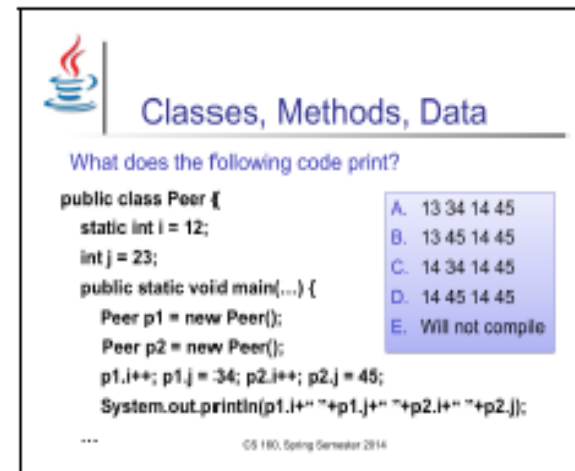 Classes, Methods, Data
What does the following code print?
public class Peer {
static int i = 12;
int j = 23;
public static void main(...) {
Peer p1 = new Peer();
Peer p2 = new Peer();
p1.i++; p1.j = 34; p2.i++; p2.j = 45;
System.out.println(p1.i+" "+p1.j+" "+p2.i+" "+p2.j);
...
A. 13 34 14 45
B. 13 45 14 45
C. 14 34 14 45
D. 14 45 14 45
E. Will not compile
CS 160, Spring Semester 2014